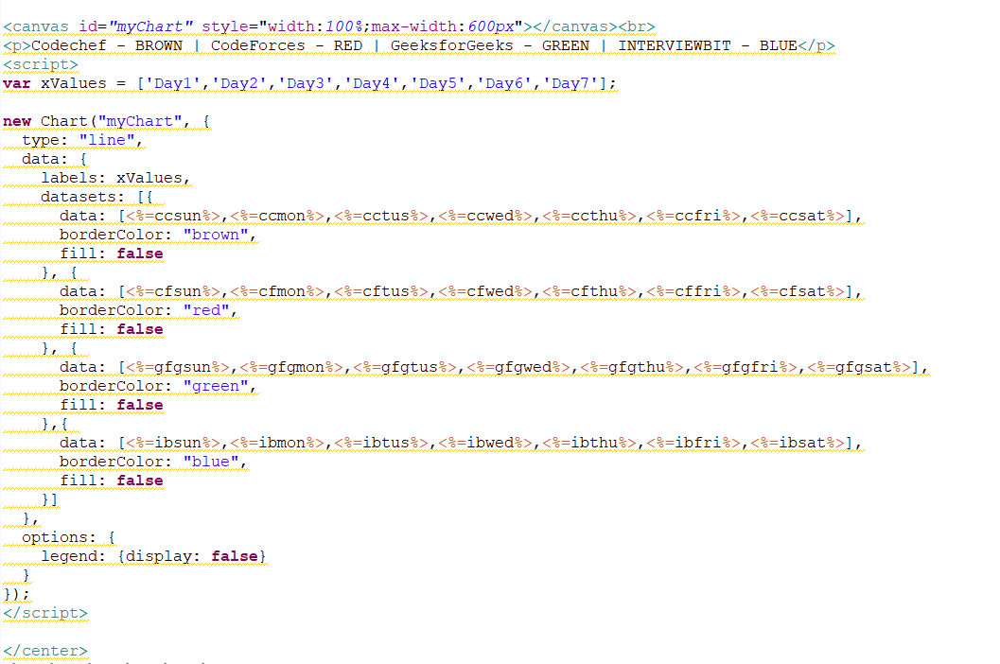 <canvas id="myChart" style="width:100%;max-width:600px"></canvas><br>
<p>Codechef - BROWN | CodeForces - RED | GeeksforGeeks - GREEN | INTERVIEWBIT - BLUE</p>
<script>
var xValues = ['Day1','Day2','Day3','Day4','Day5','Day6','Day7'];

new Chart("myChart", {
  type: "line",
  data: {
    labels: xValues,
    datasets: [{
      data: [<%=ccsun%>,<%=ccmon%>,<%=cctus%>,<%=ccwed%>,<%=ccthu%>,<%=ccfri%>,<%=ccsat%>],
      borderColor: "brown",
      fill: false
    }, {
      data: [<%=cfsun%>,<%=cfmon%>,<%=cftus%>,<%=cfwed%>,<%=cfthu%>,<%=cffri%>,<%=cfsat%>],
      borderColor: "red",
      fill: false
    }, {
      data: [<%=gfgsun%>,<%=gfgmon%>,<%=gfgtus%>,<%=gfgwed%>,<%=gfgthu%>,<%=gfgfri%>,<%=gfgsat%>],
      borderColor: "green",
      fill: false
    },{
      data: [<%=ibsun%>,<%=ibmon%>,<%=ibtus%>,<%=ibwed%>,<%=ibthu%>,<%=ibfri%>,<%=ibsat%>],
      borderColor: "blue",
      fill: false
    }]
  },
  options: {
    legend: {display: false}
  }
});
</script>

</center>